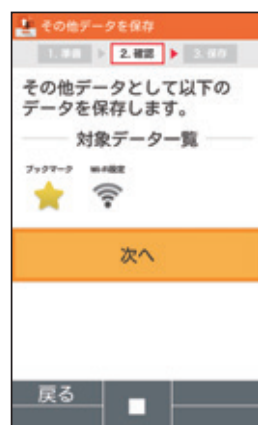 その他データを保存
1. 準備
2. 確認
3. 保存
その他データとして以下の
データを保存します。
対象データ一覧
ブックマーク Wi-Fi設定
次へ
戻る